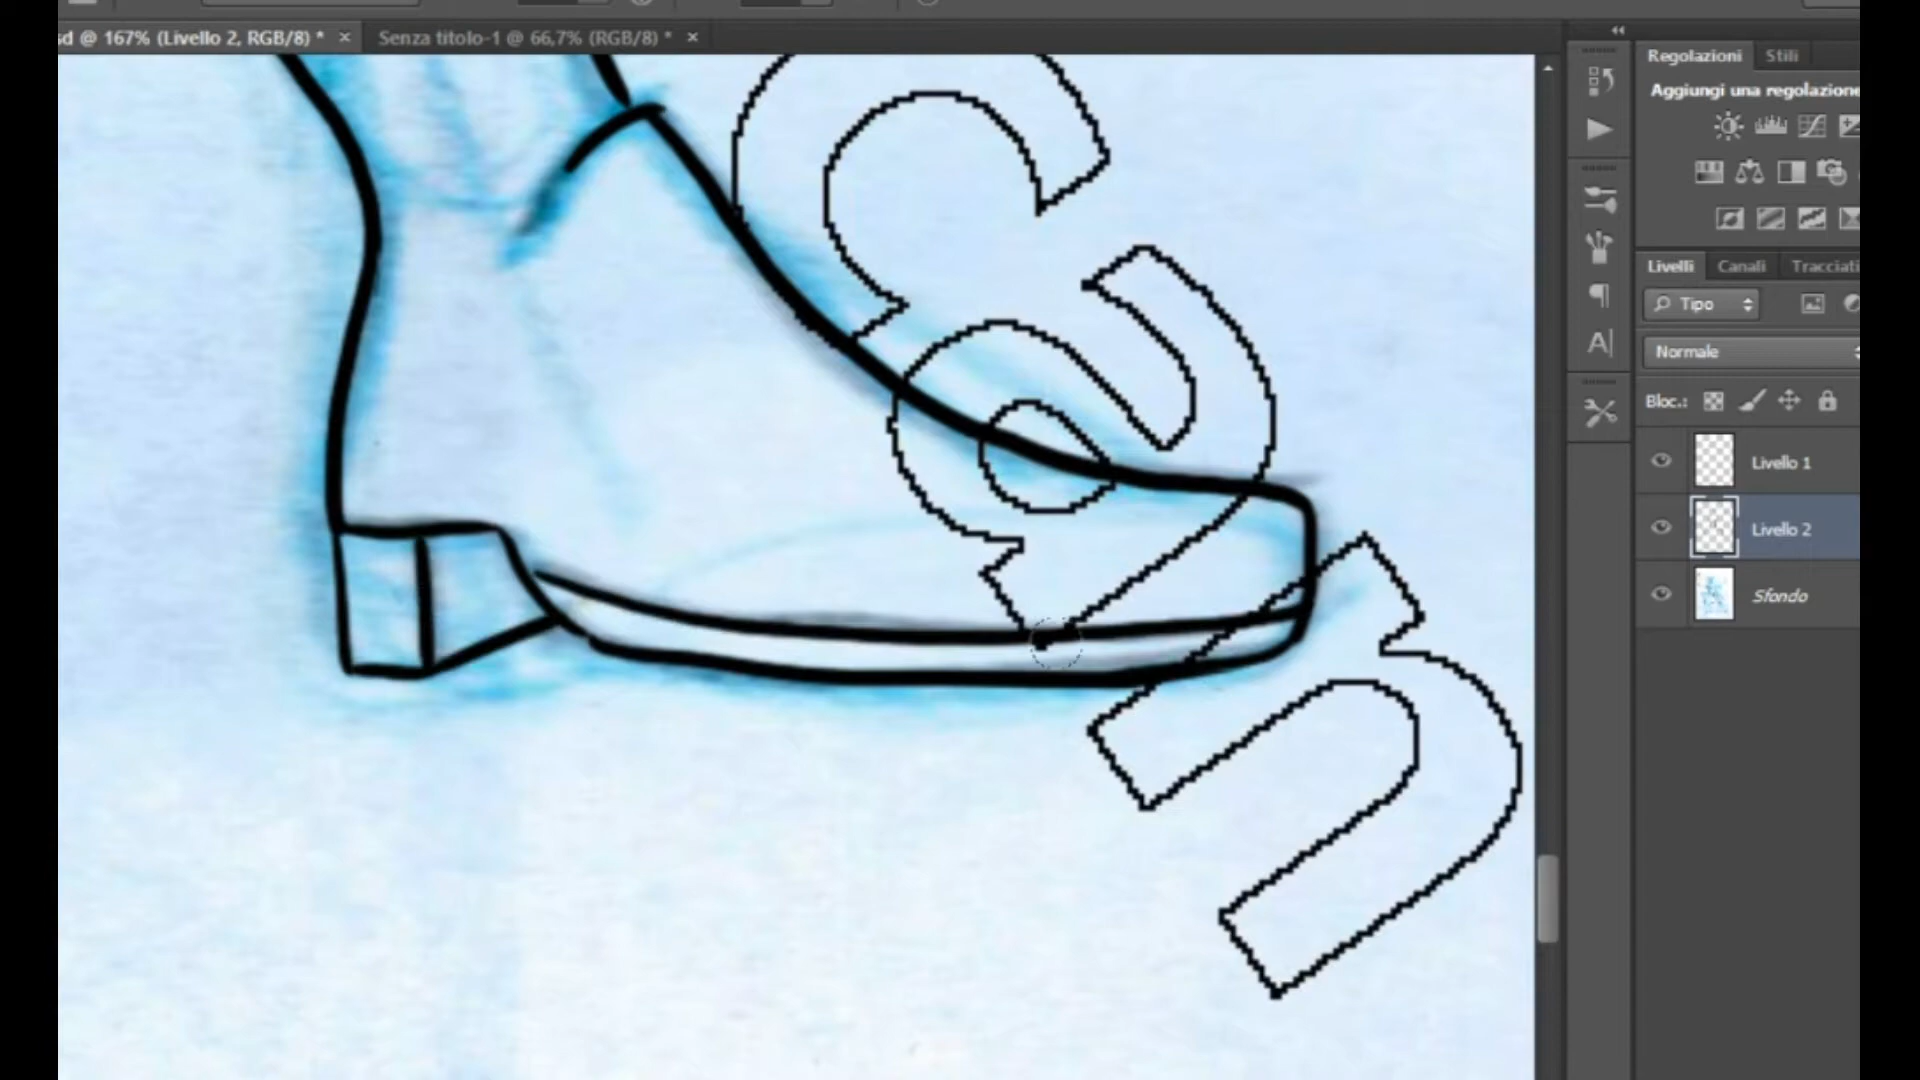 sd @ 167% (Livello 2, RGB/8) * ×
Senza titolo-1 @ 66,7% (RGB/8) * ×
Regolazioni
Stili
Aggiungi una regolazione
Livelli
Canali
Tracciati
Tipo
Normale
Bloc.:
Livello 1
Livello 2
Sfondo
can